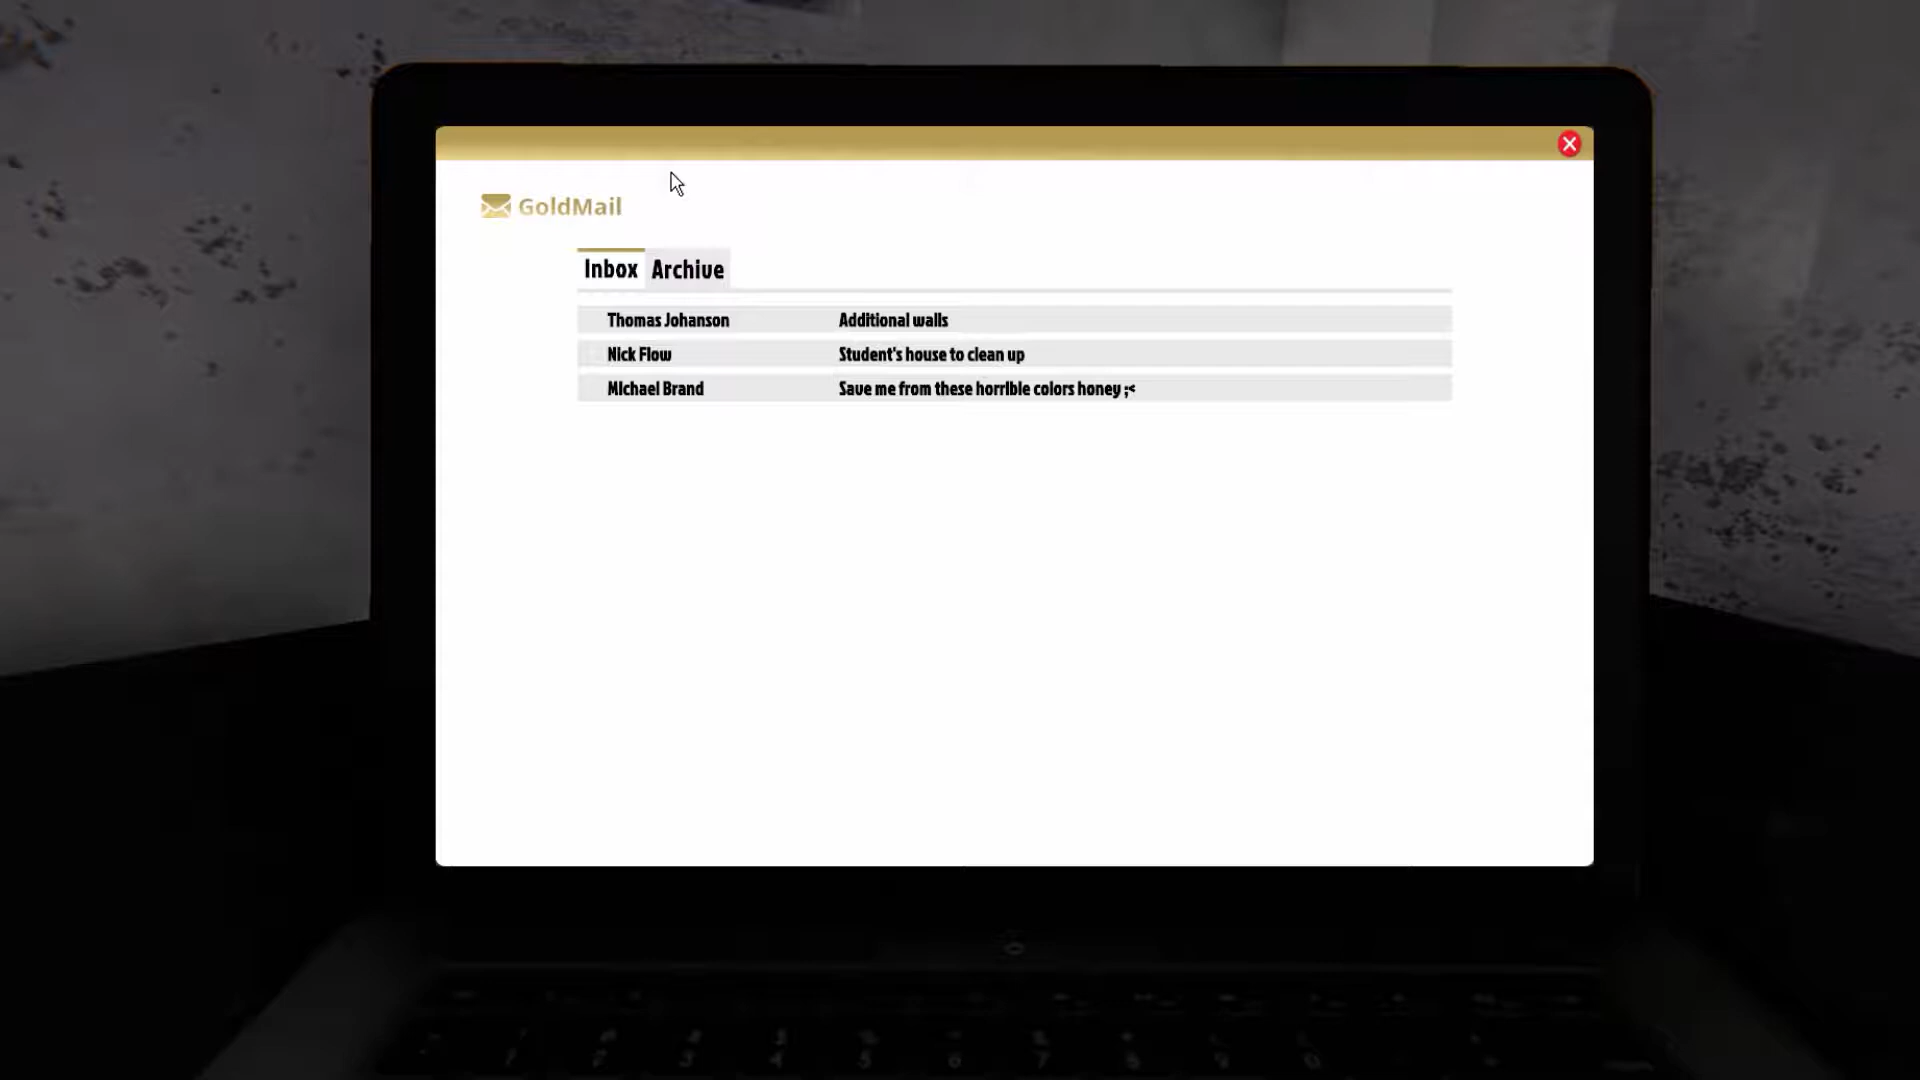 GoldMail
Inbox Archive
Thomas Johanson Additional walls
Nick Flow Student's house to clean up
Michael Brand Save me from these horrible colors honey ;<